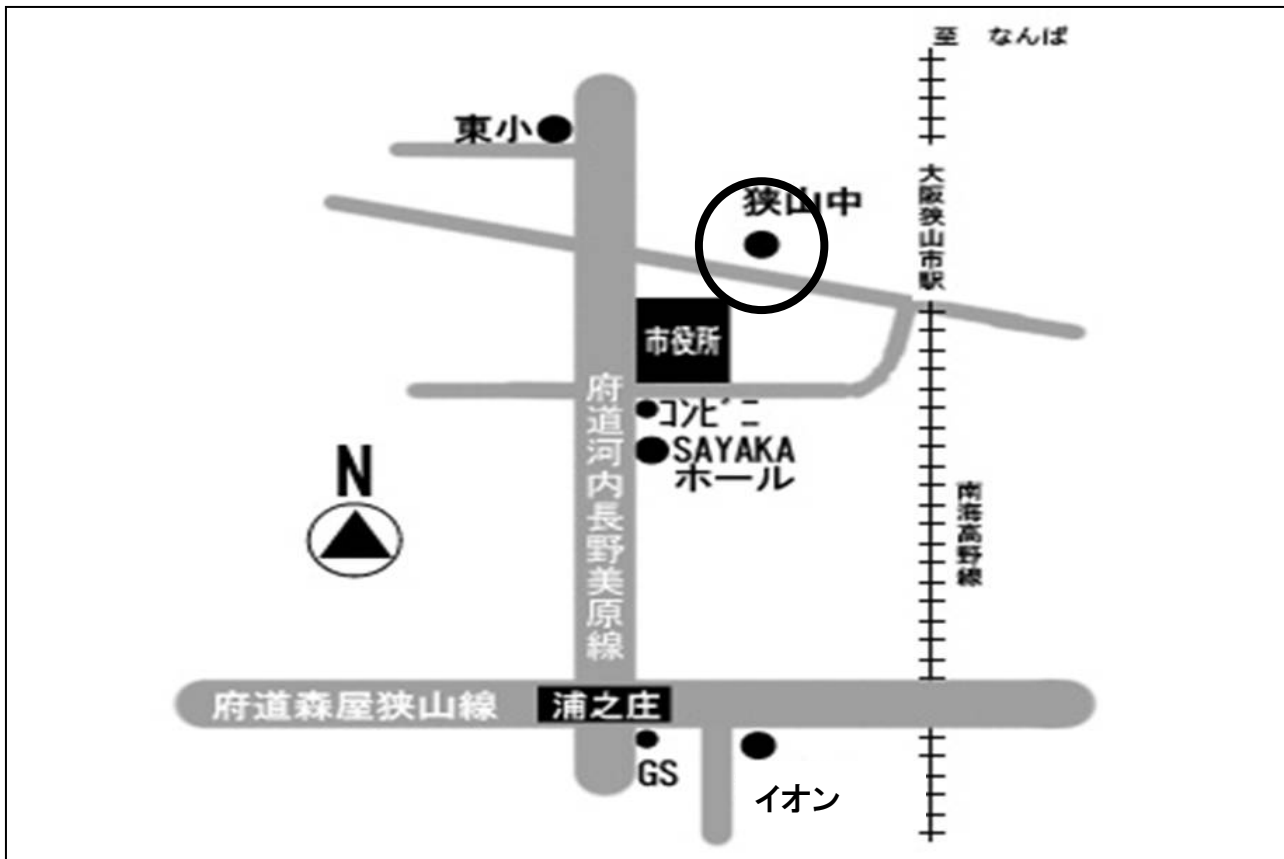 至 なんば
東小
大阪狭山市駅
狭山中
市役所
府道河内長野美原線
コンビニ
SAYAKA
ホール
N
南海高野線
府道森屋狭山線
浦之庄
GS
イオン